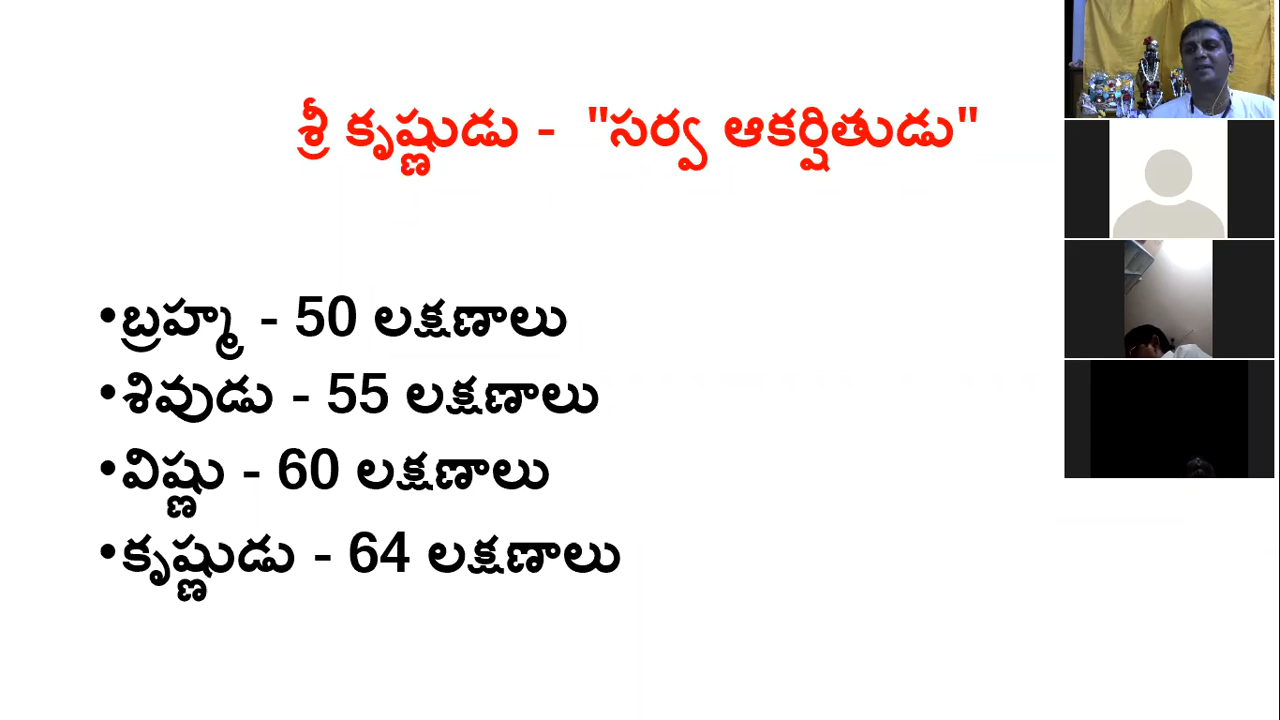 శ్రీ కృష్ణుడు - "సర్వ ఆకర్షితుడు"
•బ్రహ్మ - 50 లక్షణాలు
•శివుడు - 55 లక్షణాలు
•విష్ణు - 60 లక్షణాలు
•కృష్ణుడు - 64 లక్షణాలు